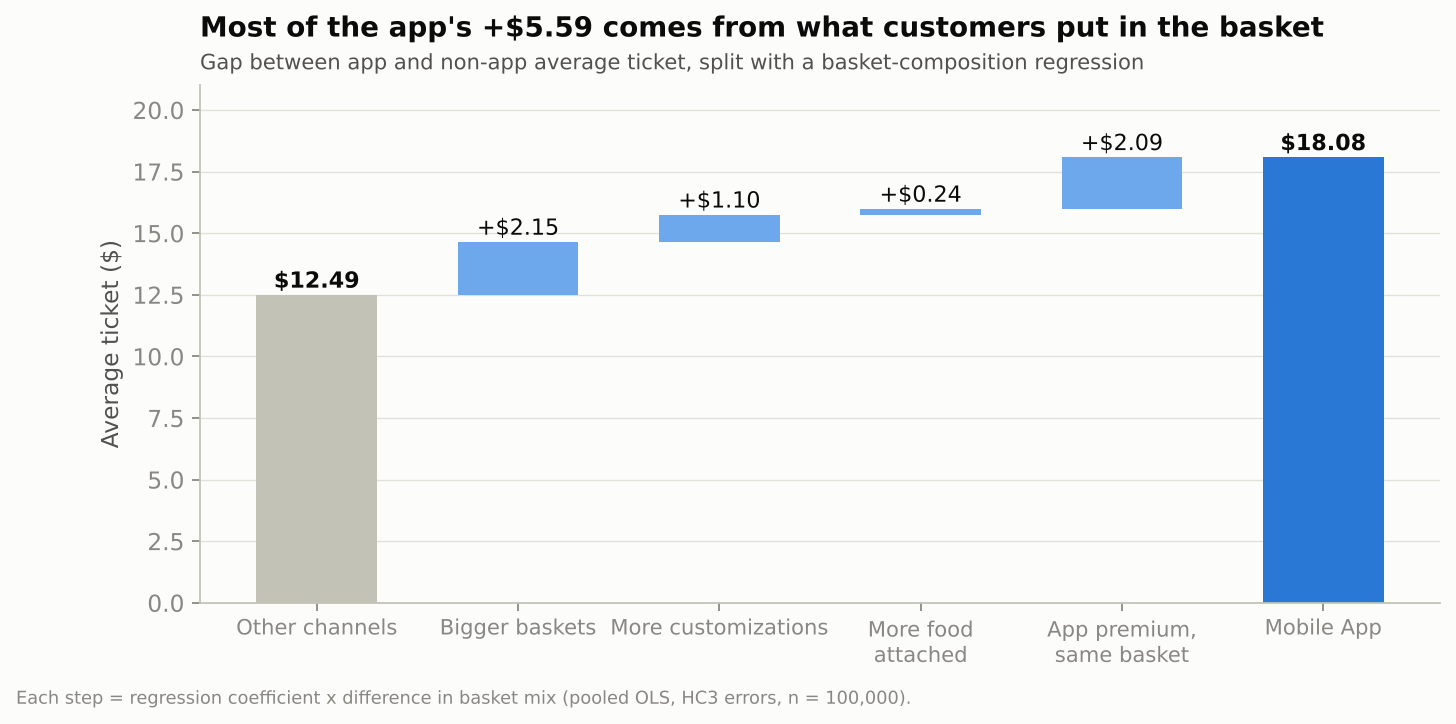 Most of the app's +$5.59 comes from what customers put in the basket
Gap between app and non-app average ticket, split with a basket-composition regression
Average ticket ($)
20.0
17.5
15.0
12.5
10.0
7.5
5.0
2.5
0.0
$12.49
+$2.15
+$1.10
+$0.24
+$2.09
$18.08
Other channels
Bigger baskets
More customizations
More food
attached
App premium,
same basket
Mobile App
Each step = regression coefficient x difference in basket mix (pooled OLS, HC3 errors, n = 100,000).